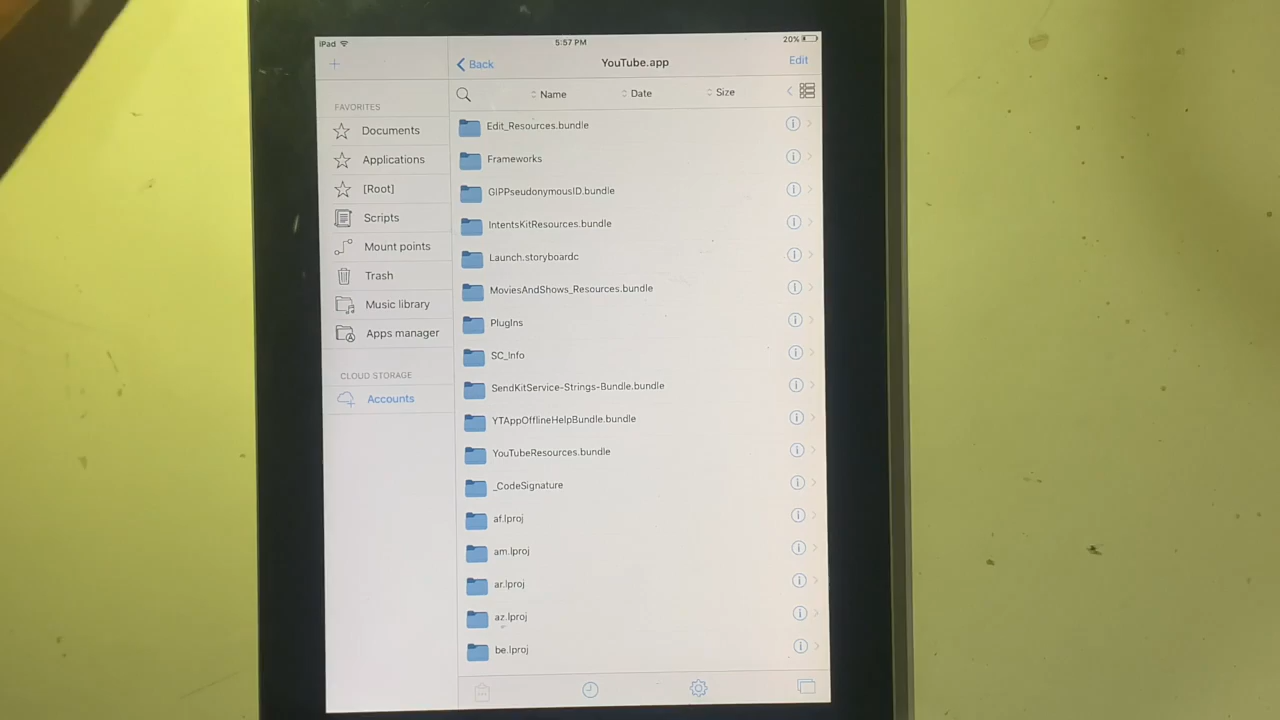 iPad 5:57 PM 20%
Back YouTube.app Edit
Name Date Size
FAVORITES
Documents
Applications
[Root]
Scripts
Mount points
Trash
Music library
Apps manager
CLOUD STORAGE
Accounts
Edit_Resources.bundle
Frameworks
GIPPseudonymousID.bundle
IntentsKitResources.bundle
Launch.storyboardc
MoviesAndShows_Resources.bundle
PlugIns
SC_Info
SendKitService-Strings-Bundle.bundle
YTAppOfflineHelpBundle.bundle
YouTubeResources.bundle
_CodeSignature
af.lproj
am.lproj
ar.lproj
az.lproj
be.lproj